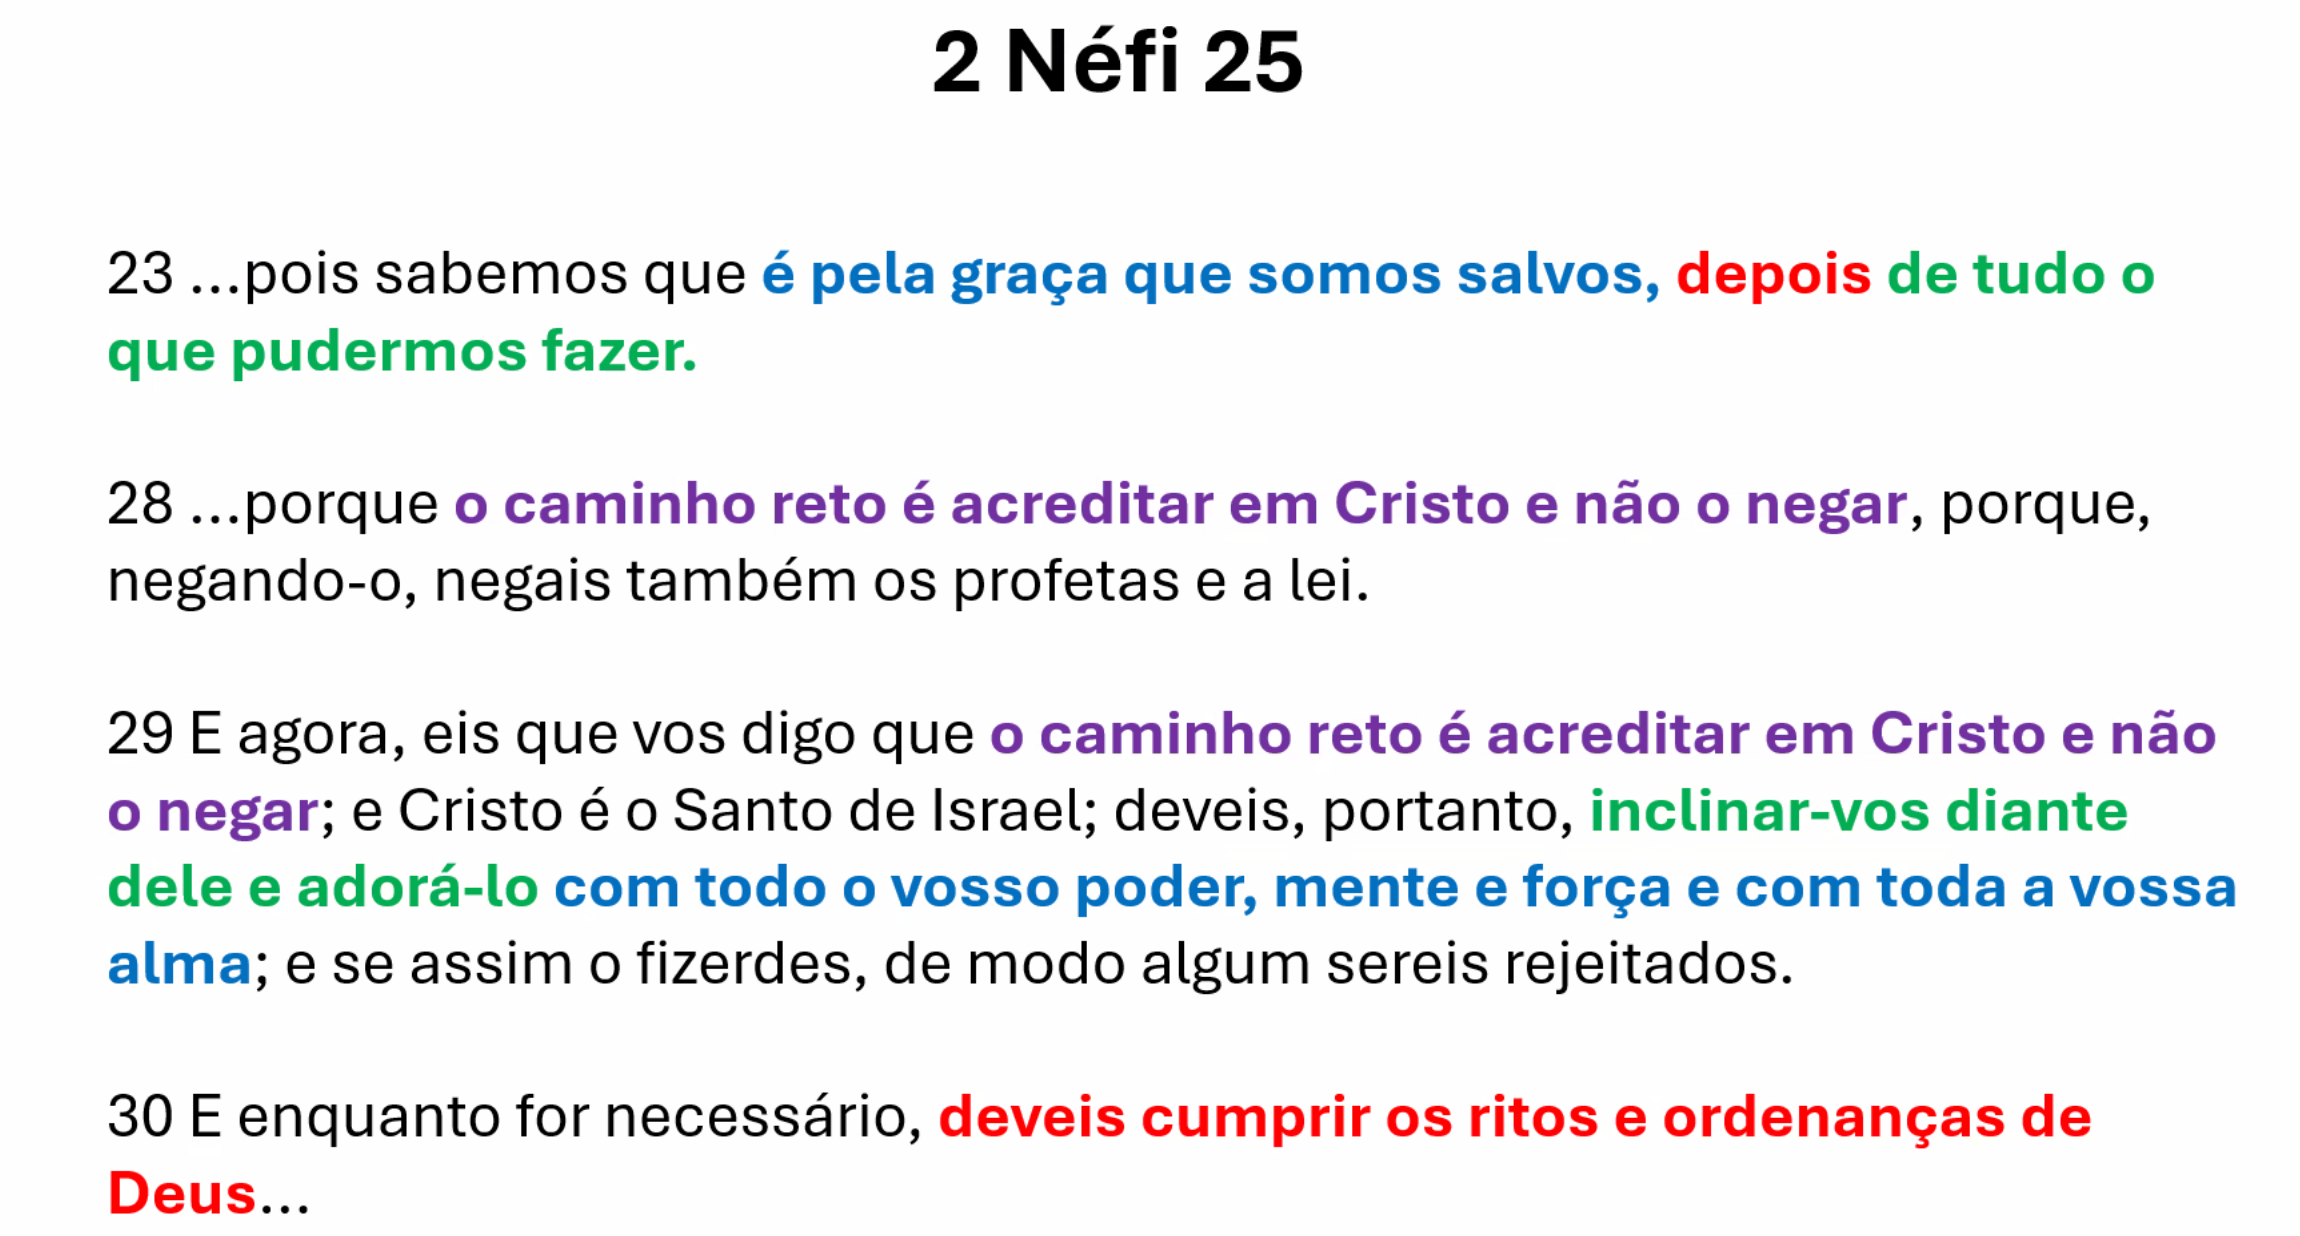 2 Néfi 25
23 ...pois sabemos que é pela graça que somos salvos, depois de tudo o
que pudermos fazer.
28 ...porque o caminho reto é acreditar em Cristo e não o negar, porque,
negando-o, negais também os profetas e a lei.
29 E agora, eis que vos digo que o caminho reto é acreditar em Cristo e não
o negar; e Cristo é o Santo de Israel; deveis, portanto, inclinar-vos diante
dele e adorá-lo com todo o vosso poder, mente e força e com toda a vossa
alma; e se assim o fizerdes, de modo algum sereis rejeitados.
30 E enquanto for necessário, deveis cumprir os ritos e ordenanças de
Deus...